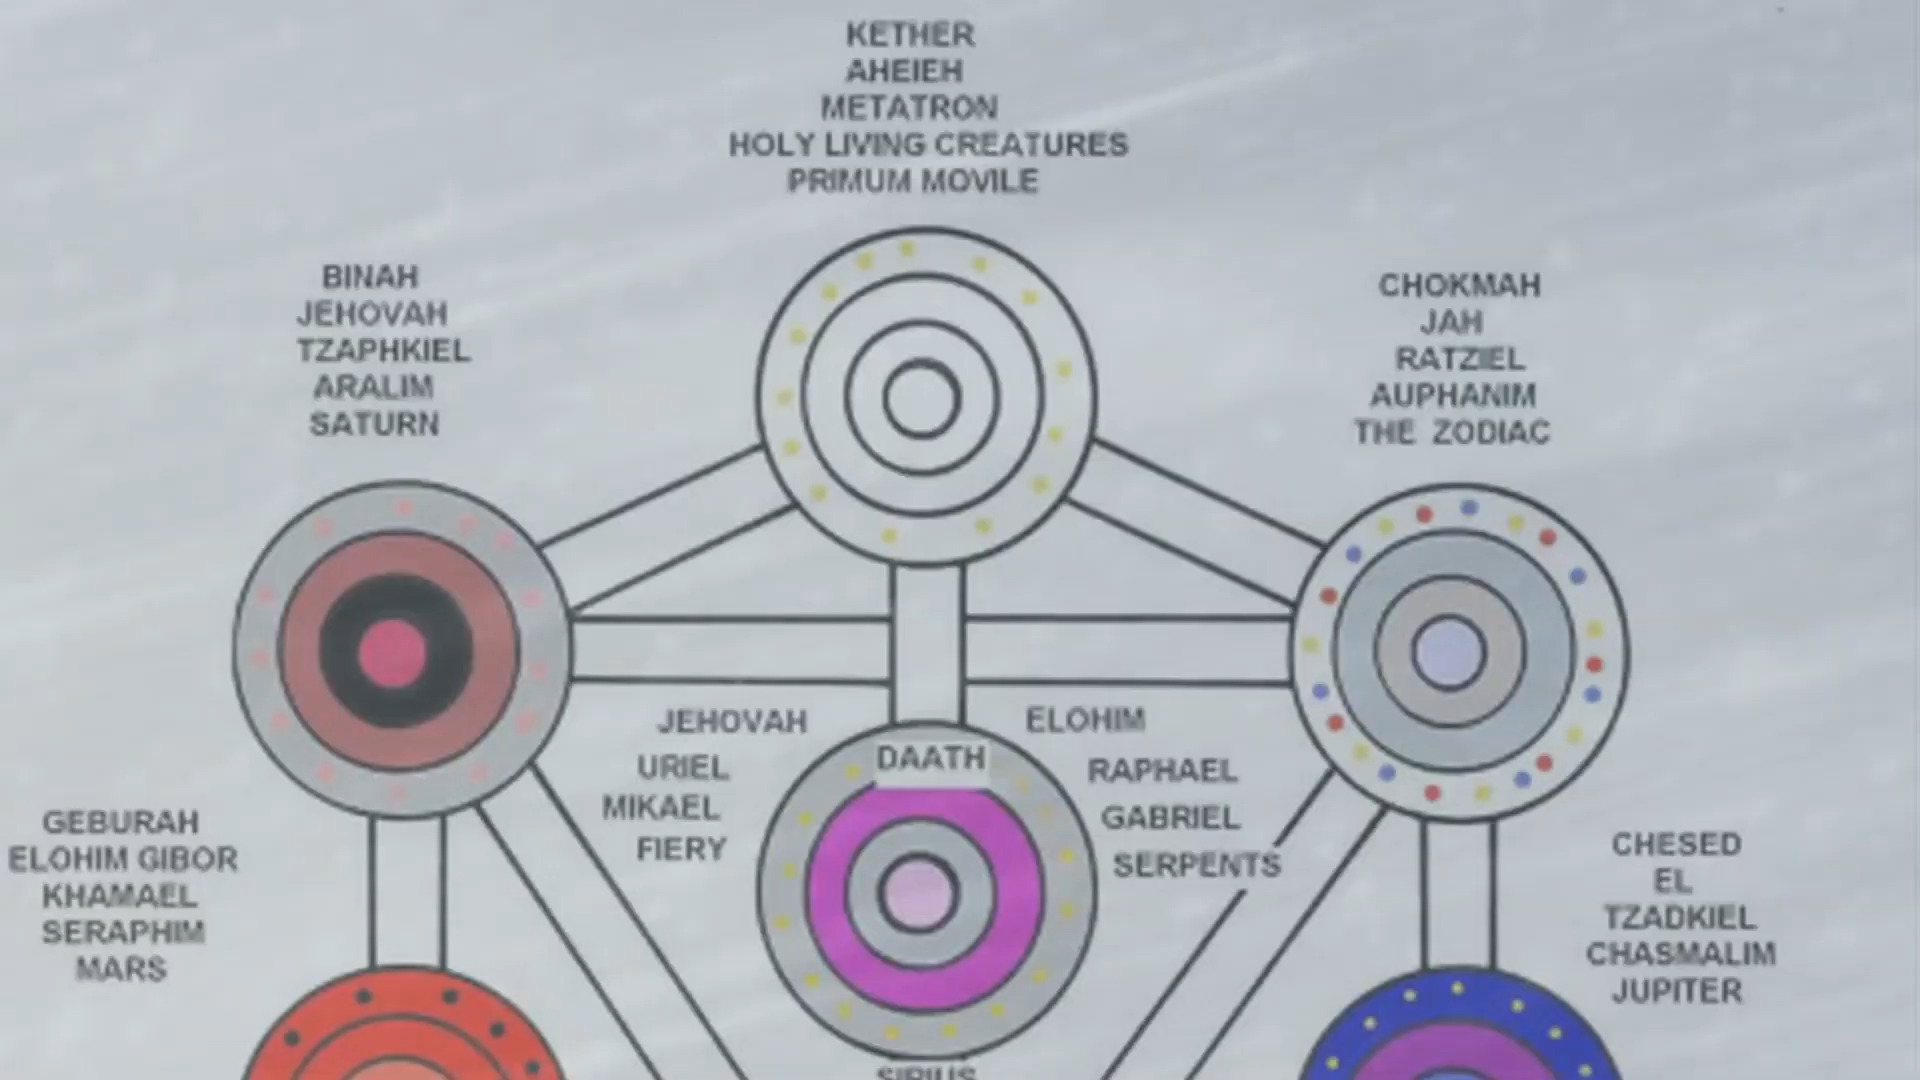 KETHER
AHEIEH
METATRON
HOLY LIVING CREATURES
PRIMUM MOVILE
BINAH
JEHOVAH
TZAPHKIEL
ARALIM
SATURN
CHOKMAH
JAH
RATZIEL
AUPHANIM
THE ZODIAC
JEHOVAH
ELOHIM
DAATH
URIEL
RAPHAEL
MIKAEL
GABRIEL
FIERY
SERPENTS
GEBURAH
ELOHIM GIBOR
KHAMAEL
SERAPHIM
MARS
CHESED
EL
TZADKIEL
CHASMALIM
JUPITER
SIRIUS